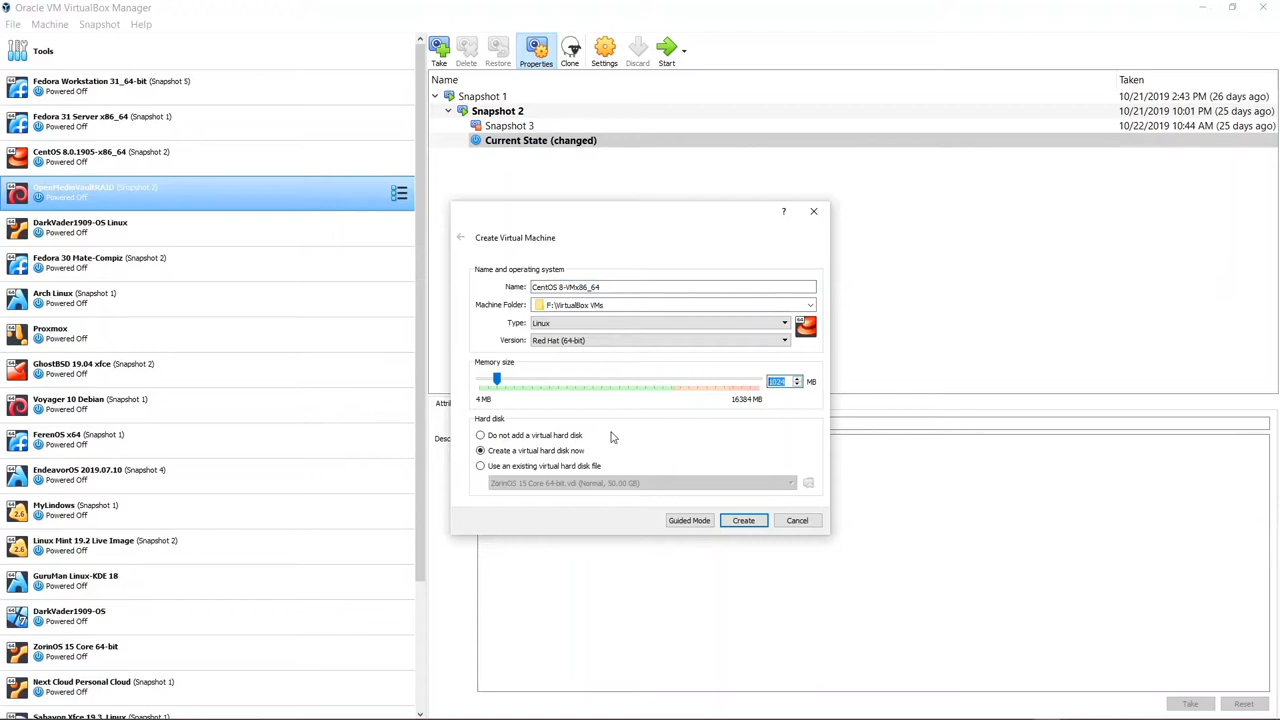 Oracle VM VirtualBox Manager
File Machine Snapshot Help
Tools
Take Delete Restore Properties Clone Settings Discard Start
Name Taken
Snapshot 1 10/21/2019 2:43 PM (26 days ago)
Snapshot 2 10/21/2019 10:01 PM (25 days ago)
Snapshot 3 10/22/2019 10:44 AM (25 days ago)
Current State (changed)
Fedora Workstation 31_64-bit (Snapshot 5)
Powered Off
Fedora 31 Server x86_64 (Snapshot 1)
Powered Off
CentOS 8.0.1905-x86_64 (Snapshot 2)
Powered Off
OpenMediaVaultRAID (Snapshot 2)
Powered Off
DarkVader1909-OS Linux
Powered Off
Fedora 30 Mate-Compiz (Snapshot 2)
Powered Off
Arch Linux (Snapshot 1)
Powered Off
Proxmox
Powered Off
GhostBSD 19.04 xfce (Snapshot 2)
Powered Off
Voyager 10 Debian (Snapshot 1)
Powered Off
FerenOS x64 (Snapshot 1)
Powered Off
EndeavorOS 2019.07.10 (Snapshot 4)
Powered Off
MyLindows (Snapshot 1)
Powered Off
Linux Mint 19.2 Live Image (Snapshot 2)
Powered Off
GuruMan Linux-KDE 18
Powered Off
DarkVader1909-OS
Powered Off
ZorinOS 15 Core 64-bit
Powered Off
Next Cloud Personal Cloud (Snapshot 1)
Powered Off
Sabayon Xfce 19.3 Linux (Snapshot 1)
?
Create Virtual Machine
Name and operating system
Name: CentOS 8-VMx86_64
Machine Folder: F:\VirtualBox VMs
Type: Linux
64
Version: Red Hat (64-bit)
Memory size
1024 MB
4 MB 16384 MB
Hard disk
Do not add a virtual hard disk
Create a virtual hard disk now
Use an existing virtual hard disk file
ZorinOS 15 Core 64-bit.vdi (Normal, 50.00 GB)
Guided Mode Create Cancel
Attri
Desc
Take Reset